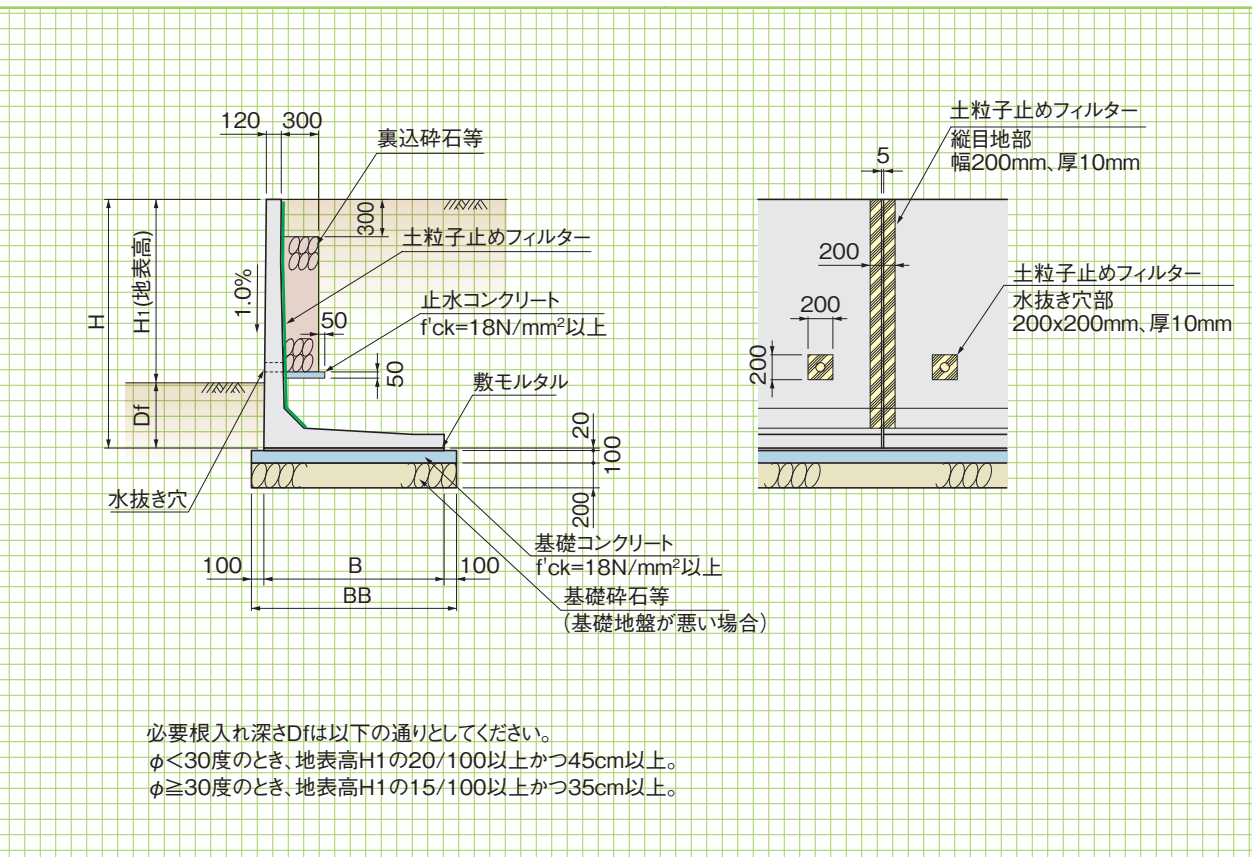 120 300
裏込砕石等
300
土粒子止めフィルター
止水コンクリート
f'ck=18N/mm²以上
50
50
敷モルタル
H
H1(地表高)
1.0%
Df
20
100
200
水抜き穴
基礎コンクリート
f'ck=18N/mm²以上
100 B 100
BB
基礎砕石等
(基礎地盤が悪い場合)
土粒子止めフィルター
縦目地部
幅200mm、厚10mm
5
200
土粒子止めフィルター
水抜き穴部
200x200mm、厚10mm
200
200
必要根入れ深さDfは以下の通りとしてください。
φ<30度のとき、地表高H1の20/100以上かつ45cm以上。
φ≧30度のとき、地表高H1の15/100以上かつ35cm以上。